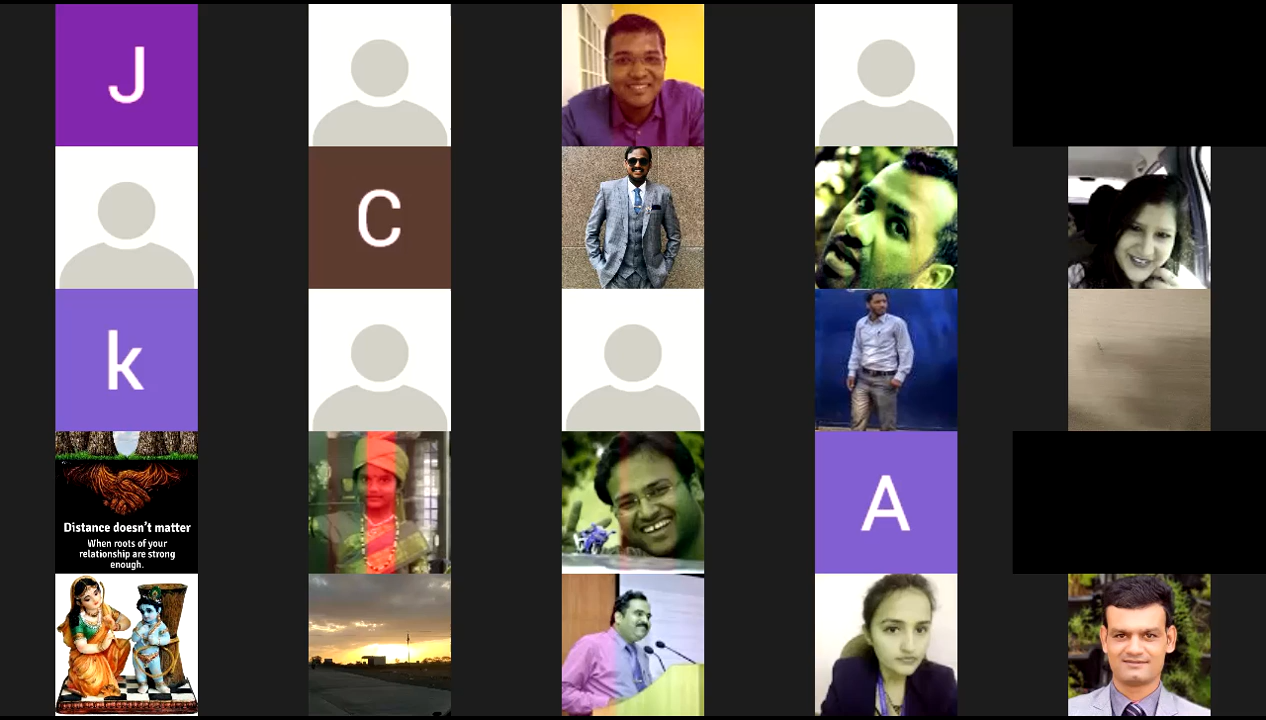 J
C
k
Distance doesn't matter
When roots of your
relationship are strong
enough.
A